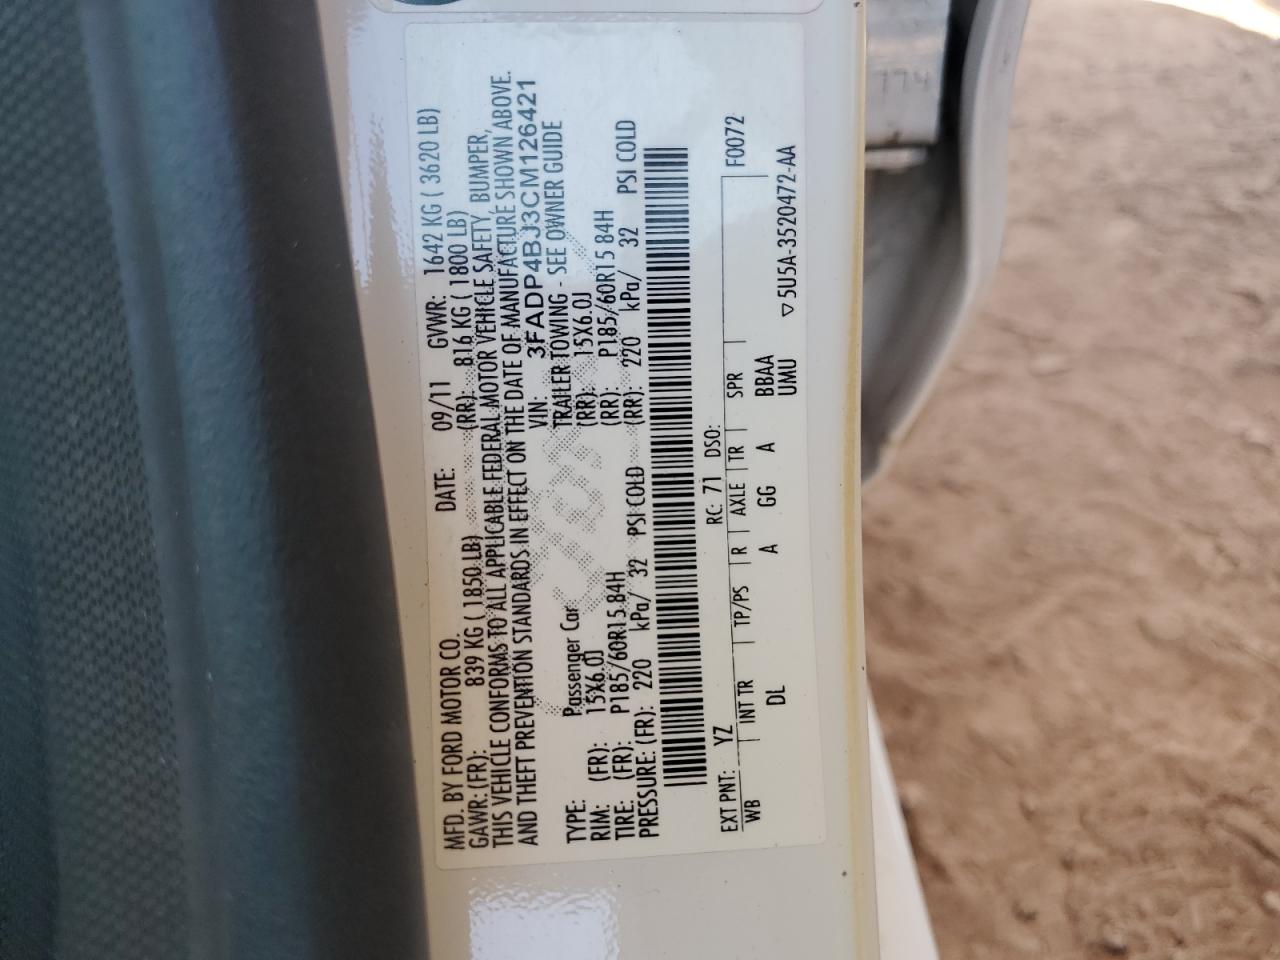 MFD. BY FORD MOTOR CO. DATE: 09/11 GVWR: 1642 KG ( 3620 LB)
GAWR: (FR): 839 KG ( 1850 LB) (RR): 816 KG ( 1800 LB)
THIS VEHICLE CONFORMS TO ALL APPLICABLE FEDERAL MOTOR VEHICLE SAFETY, BUMPER,
AND THEFT PREVENTION STANDARDS IN EFFECT ON THE DATE OF MANUFACTURE SHOWN ABOVE.
VIN: 3FADP4BJ3CM126421
TYPE: Passenger Car TRAILER TOWING - SEE OWNER GUIDE
RIM: (FR): 15X6.0J (RR): 15X6.0J
TIRE: (FR): P185/60R15 84H (RR): P185/60R15 84H
PRESSURE: (FR): 220 kPa/ 32 PSI COLD (RR): 220 kPa/ 32 PSI COLD
RC: 71 DSO:
EXT PNT: YZ F0072
WB INT TR TP/PS R AXLE TR SPR
DL A GG A BBAA
UMU
▽ 5U5A-3520472-AA
774